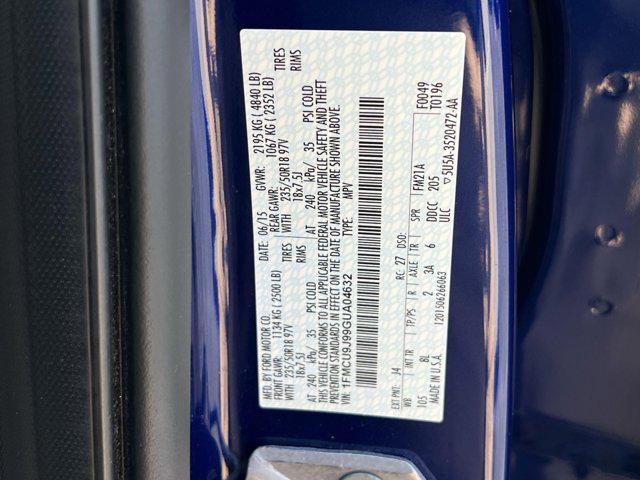 MFD. BY FORD MOTOR CO.
DATE: 06/15
GVWR: 2195 KG ( 4840 LB)
FRONT GAWR: 1134 KG ( 2500 LB)
REAR GAWR: 1067 KG ( 2352 LB)
WITH
235/50R18 97V
TIRES
WITH
235/50R18 97V
TIRES
18x7.5J
RIMS
18x7.5J
RIMS
AT 240 kPa/ 35 PSI COLD
AT 240 kPa/ 35 PSI COLD
THIS VEHICLE CONFORMS TO ALL APPLICABLE FEDERAL MOTOR VEHICLE SAFETY AND THEFT
PREVENTION STANDARDS IN EFFECT ON THE DATE OF MANUFACTURE SHOWN ABOVE.
VIN: 1FMCU9J99GUA04632
TYPE: MPV
F0049
T0196
EXT PNT: J4 RC: 27 DSO: FM21A
WB INT TR TP/PS R AXLE TR SPR
105 BL 2 3A 6 DDCC 205
ULC
MADE IN U.S.A. 1201506266063 ▽5U5A-3520472-AA